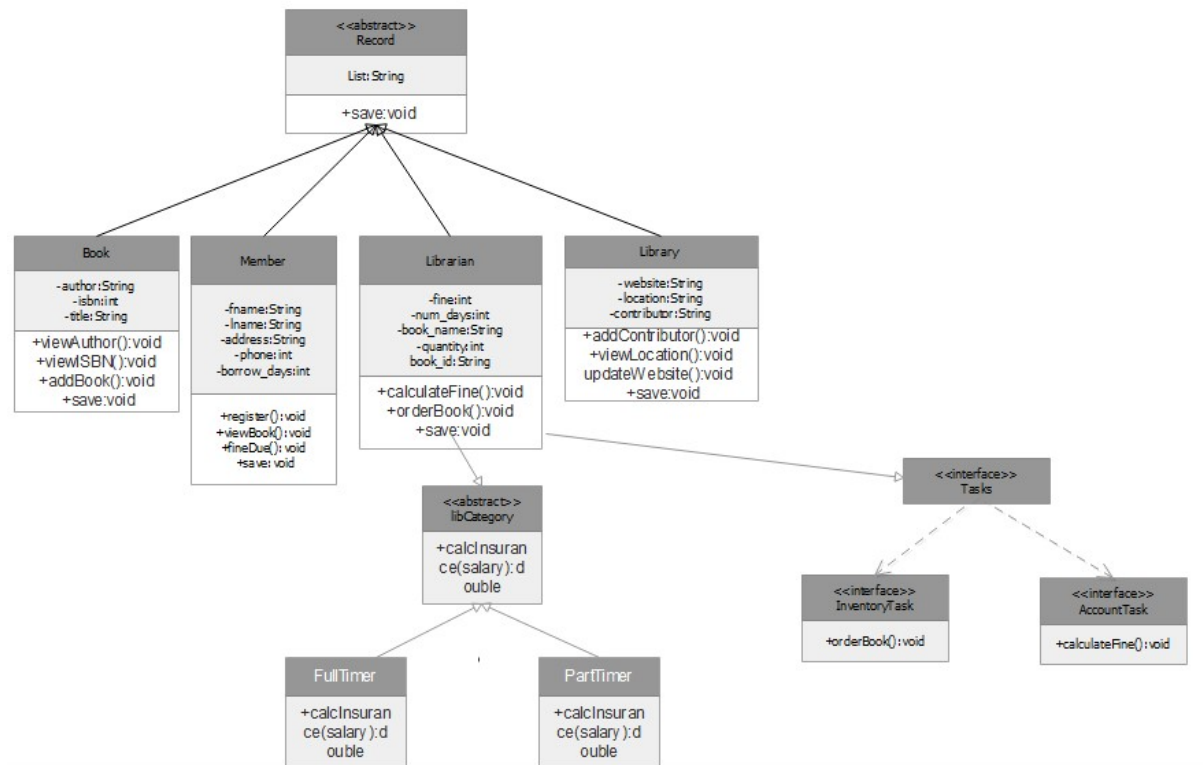 <<abstract>>
Record
List:String
+save:void
Book
-author:String
-isbn:int
-title:String
+viewAuthor():void
+viewISBN():void
+addBook():void
+save:void
Member
-fname:String
-lname:String
-address:String
-phone:int
-borrow_days:int
+register():void
+viewBook():void
+fineDue():void
+save:void
Librarian
-fine:int
-num_days:int
-book_name:String
-quantity:int
book_id:String
+calculateFine():void
+orderBook():void
+save:void
Library
-website:String
-location:String
-contributor:String
+addContributor():void
+viewLocation():void
updateWebsite():void
+save:void
<<abstract>>
libCategory
+calcInsuran
ce(salary):d
ouble
<<interface>>
Tasks
<<interface>>
InventoryTask
+orderBook():void
<<interface>>
AccountTask
+calculateFine():void
FullTimer
+calcInsuran
ce(salary):d
ouble
PartTimer
+calcInsuran
ce(salary):d
ouble